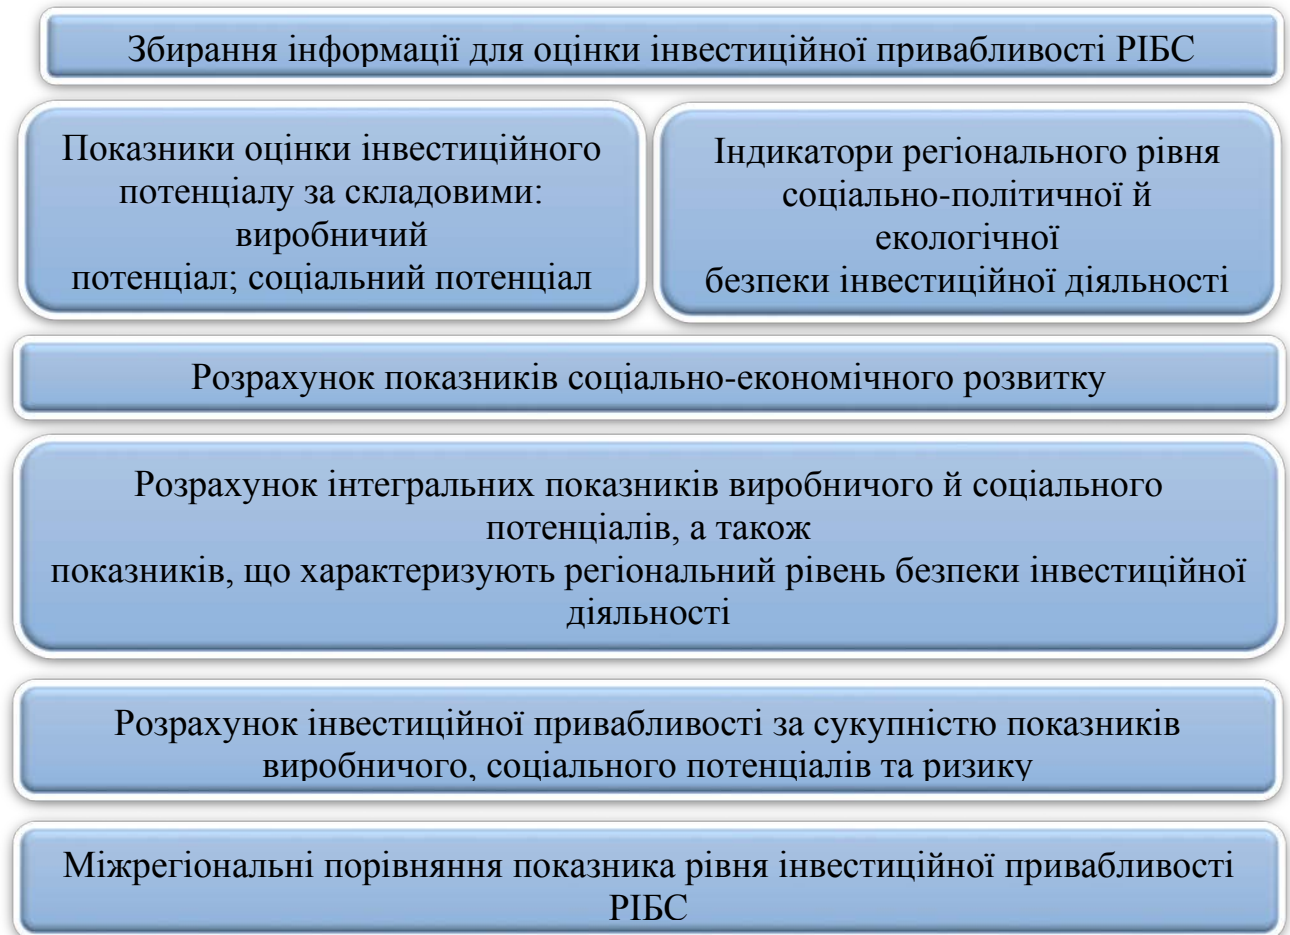 Збирання інформації для оцінки інвестиційної привабливості РІБС
Показники оцінки інвестиційного
потенціалу за складовими:
виробничий
потенціал; соціальний потенціал
Індикатори регіонального рівня
соціально-політичної й
екологічної
безпеки інвестиційної діяльності
Розрахунок показників соціально-економічного розвитку
Розрахунок інтегральних показників виробничого й соціального
потенціалів, а також
показників, що характеризують регіональний рівень безпеки інвестиційної
діяльності
Розрахунок інвестиційної привабливості за сукупністю показників
виробничого, соціального потенціалів та ризику
Міжрегіональні порівняння показника рівня інвестиційної привабливості
РІБС